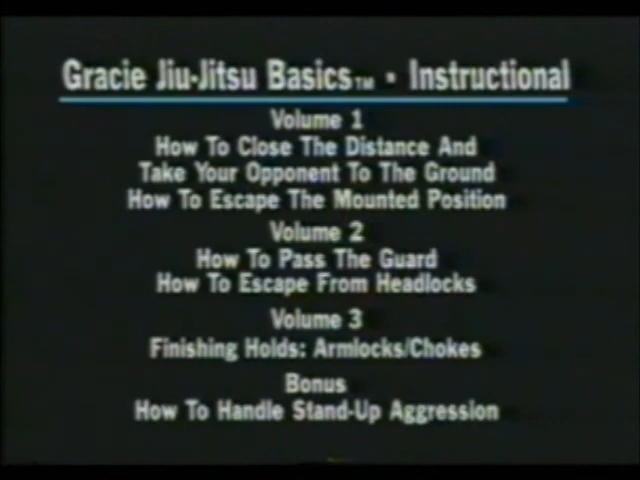 Gracie Jiu-Jitsu Basics™ • Instructional
Volume 1
How To Close The Distance And
Take Your Opponent To The Ground
How To Escape The Mounted Position
Volume 2
How To Pass The Guard
How To Escape From Headlocks
Volume 3
Finishing Holds: Armlocks/Chokes
Bonus
How To Handle Stand-Up Aggression